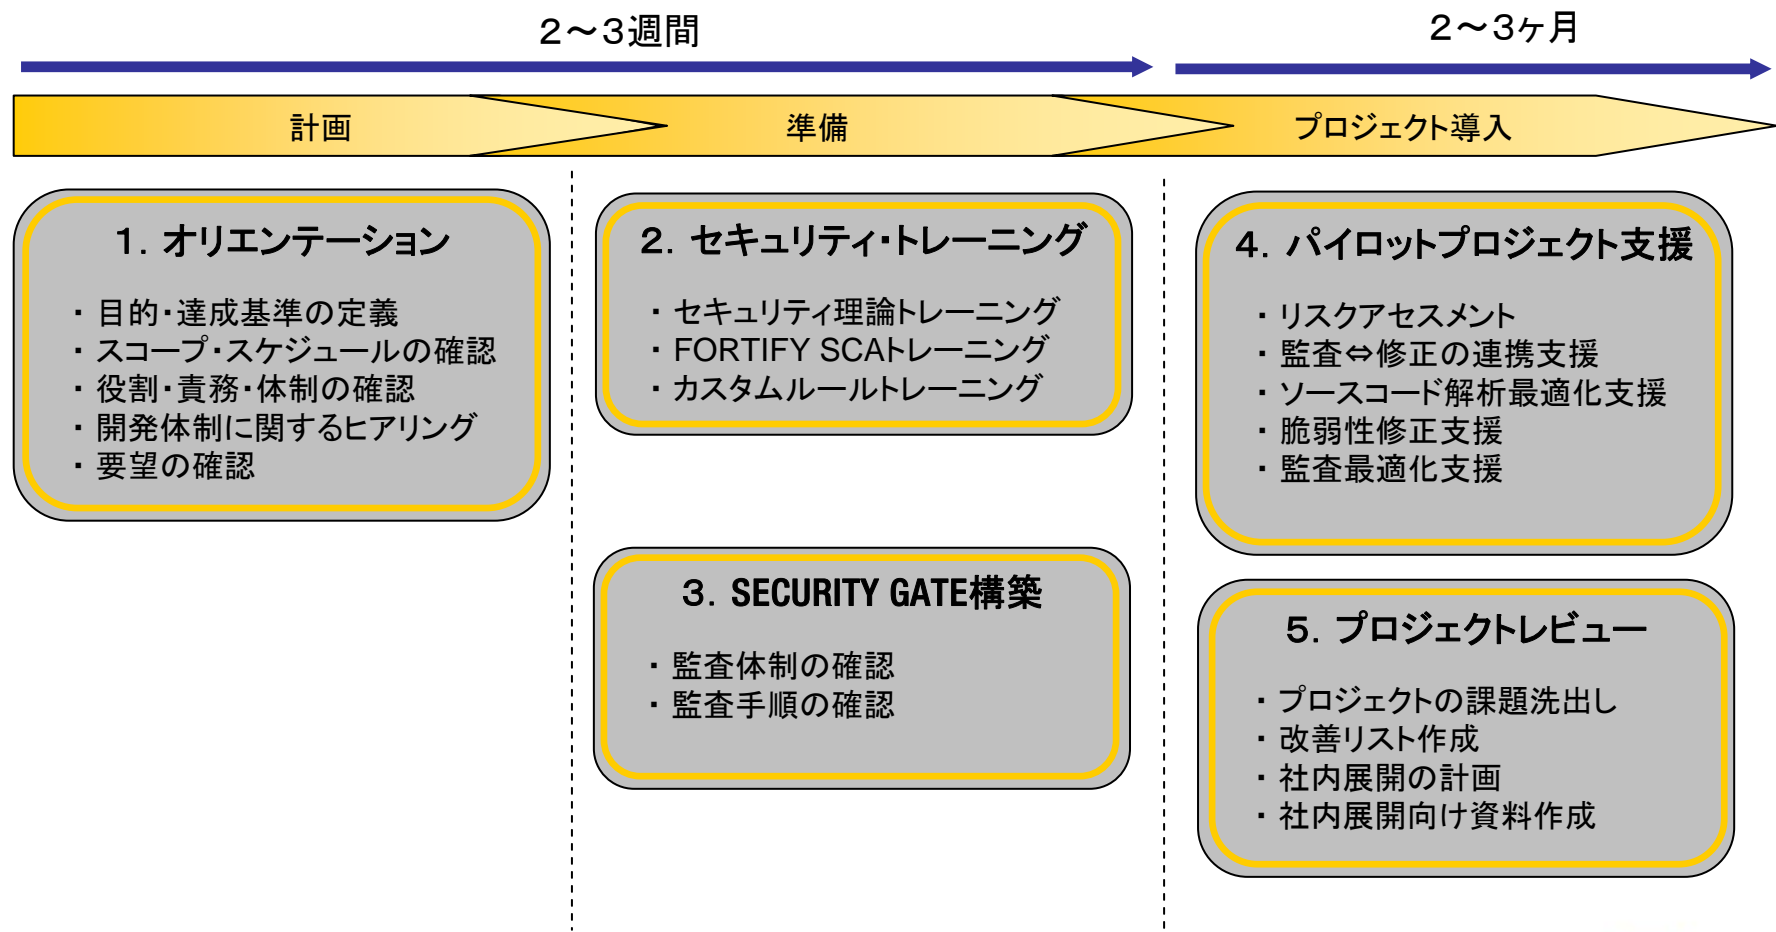 ２～３週間
２～３ヶ月
計画
準備
プロジェクト導入
１．オリエンテーション
・目的・達成基準の定義
・スコープ・スケジュールの確認
・役割・責務・体制の確認
・開発体制に関するヒアリング
・要望の確認
２．セキュリティ・トレーニング
・セキュリティ理論トレーニング
・FORTIFY SCAトレーニング
・カスタムルールトレーニング
３．SECURITY GATE構築
・監査体制の確認
・監査手順の確認
４．パイロットプロジェクト支援
・リスクアセスメント
・監査⇔修正の連携支援
・ソースコード解析最適化支援
・脆弱性修正支援
・監査最適化支援
５．プロジェクトレビュー
・プロジェクトの課題洗出し
・改善リスト作成
・社内展開の計画
・社内展開向け資料作成